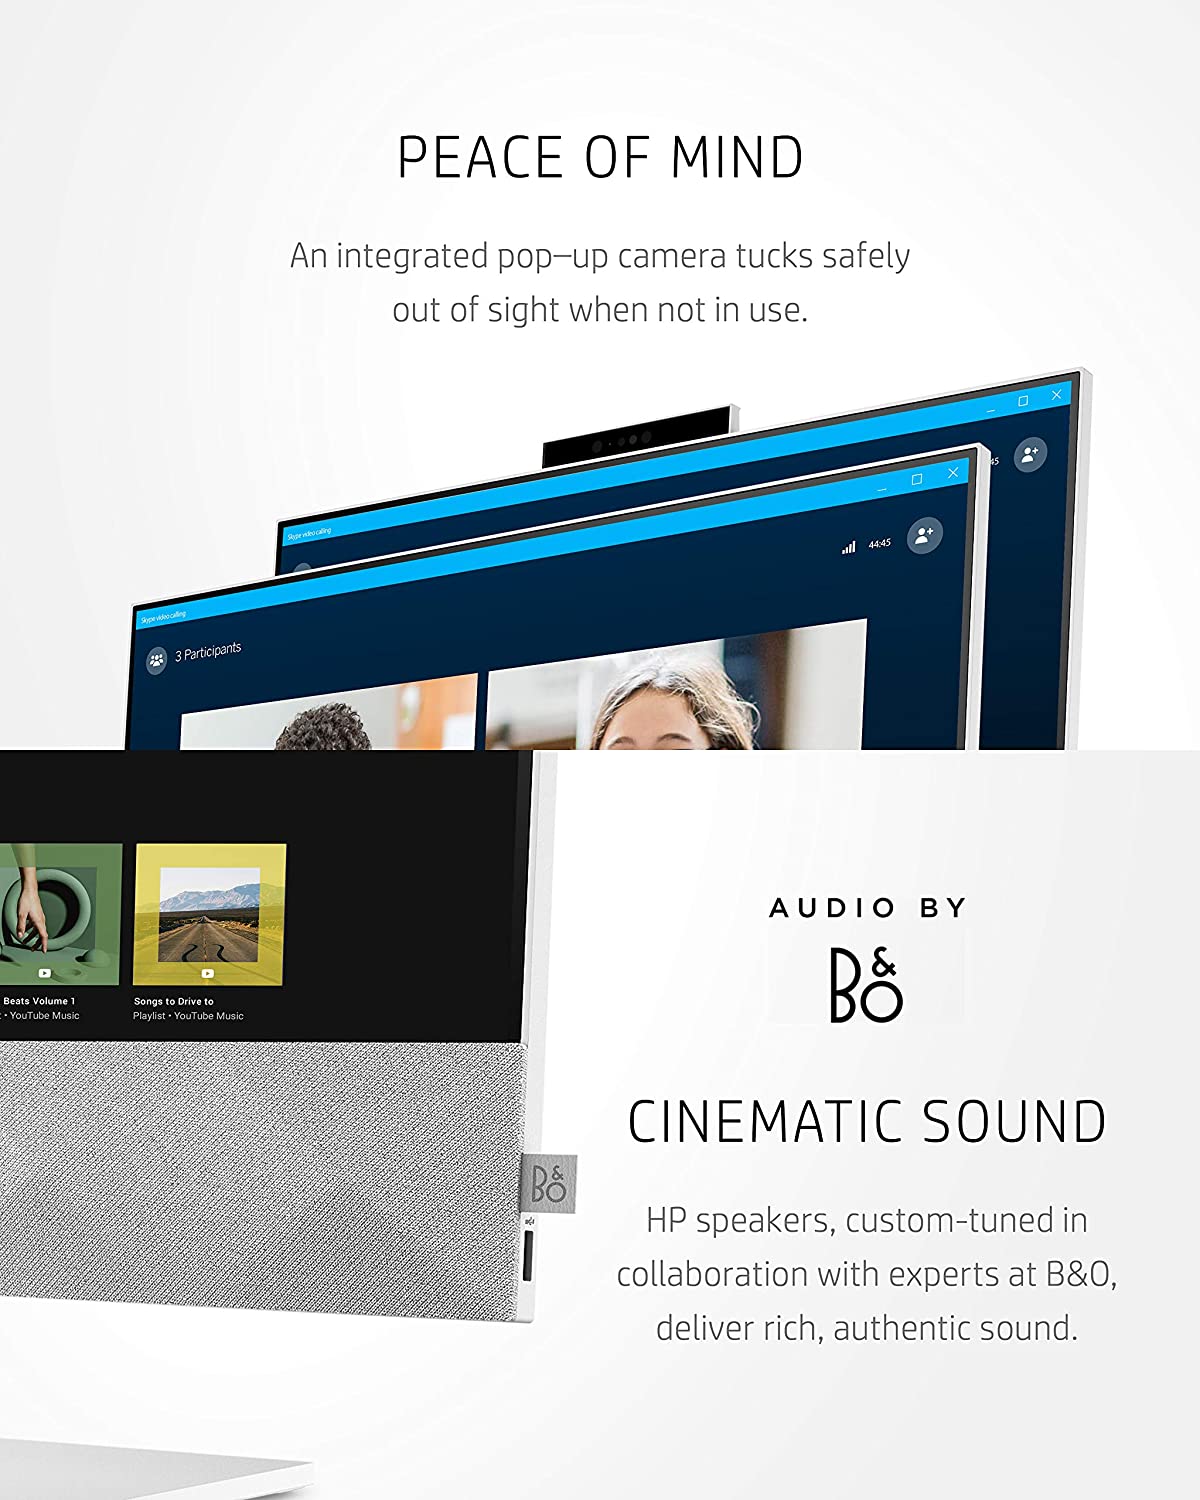 PEACE OF MIND
An integrated pop–up camera tucks safely
out of sight when not in use.
Skype video calling
45
Skype video calling
44:45
3 Participants
Beats Volume 1
• YouTube Music
Songs to Drive to
Playlist • YouTube Music
AUDIO BY
B&O
CINEMATIC SOUND
B&O
HP speakers, custom-tuned in
collaboration with experts at B&O,
deliver rich, authentic sound.